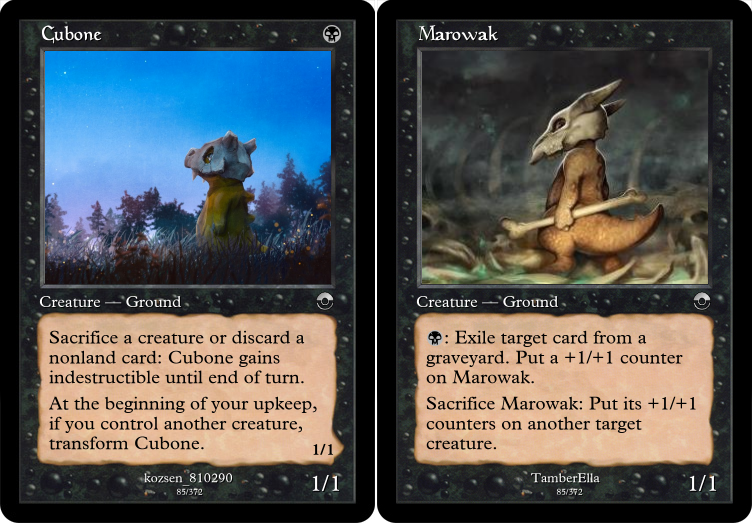 Cubone
Creature — Ground
Sacrifice a creature or discard a
nonland card: Cubone gains
indestructible until end of turn.
At the beginning of your upkeep,
if you control another creature,
transform Cubone.
1/1
kozsen_810290
85/372
1/1
Marowak
Creature — Ground
: Exile target card from a
graveyard. Put a +1/+1 counter
on Marowak.
Sacrifice Marowak: Put its +1/+1
counters on another target
creature.
TamberElla
85/372
1/1